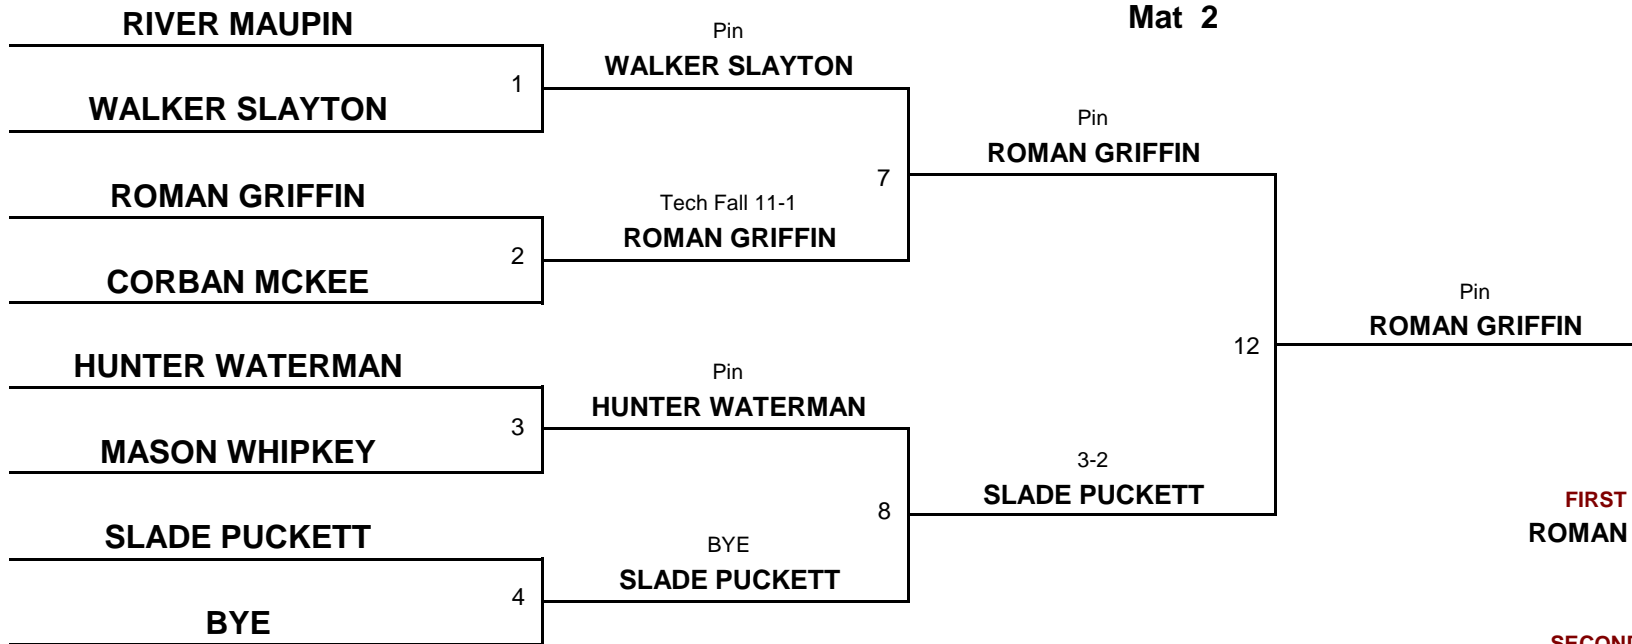 Mat 2
RIVER MAUPIN
1
WALKER SLAYTON
Pin
WALKER SLAYTON
ROMAN GRIFFIN
2
CORBAN MCKEE
Tech Fall 11-1
ROMAN GRIFFIN
7
Pin
ROMAN GRIFFIN
HUNTER WATERMAN
3
MASON WHIPKEY
Pin
HUNTER WATERMAN
SLADE PUCKETT
4
BYE
BYE
SLADE PUCKETT
8
3-2
SLADE PUCKETT
12
Pin
ROMAN GRIFFIN
FIRST
ROMAN
SECOND